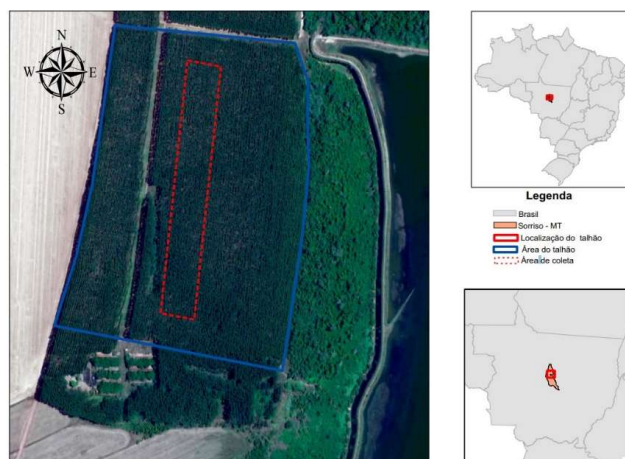 N
W E
S
Legenda
Brasil
Sorriso - MT
Localização do talhão
Área do talhão
Área de coleta